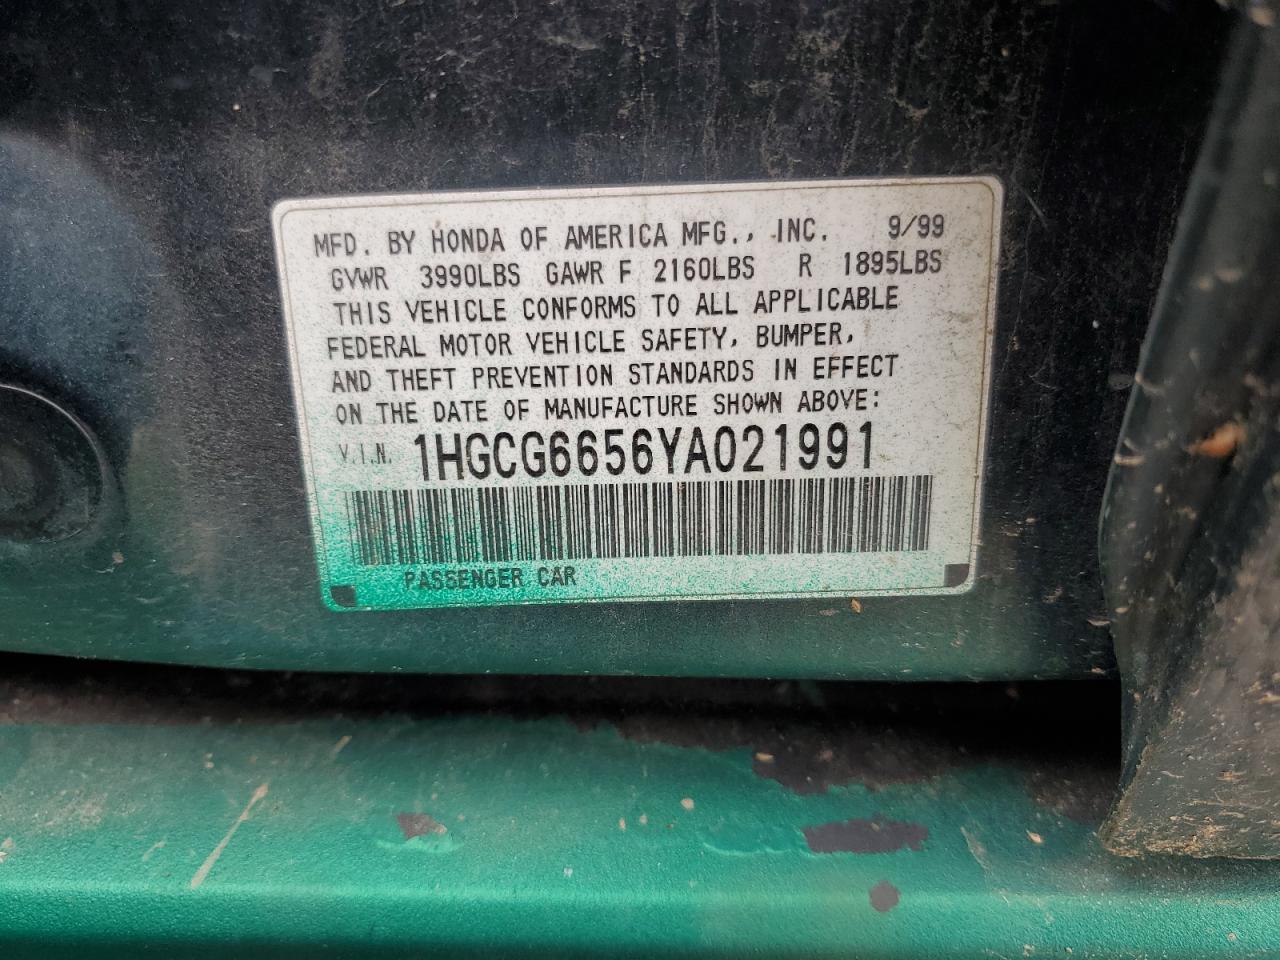 MFD. BY HONDA OF AMERICA MFG., INC. 9/99
GVWR 3990LBS GAWR F 2160LBS R 1895LBS
THIS VEHICLE CONFORMS TO ALL APPLICABLE
FEDERAL MOTOR VEHICLE SAFETY, BUMPER,
AND THEFT PREVENTION STANDARDS IN EFFECT
ON THE DATE OF MANUFACTURE SHOWN ABOVE:
V.I.N. 1HGCG6656YA021991
PASSENGER CAR